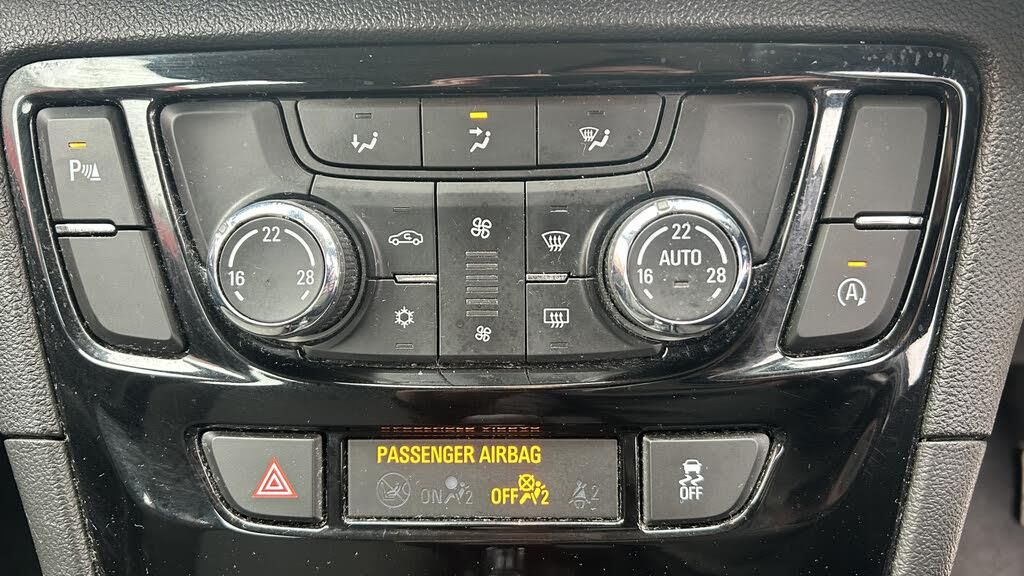 P
22
16
28
C
22
AUTO
16
28
A
PASSENGER AIRBAG
ON 2
OFF 2
2
OFF